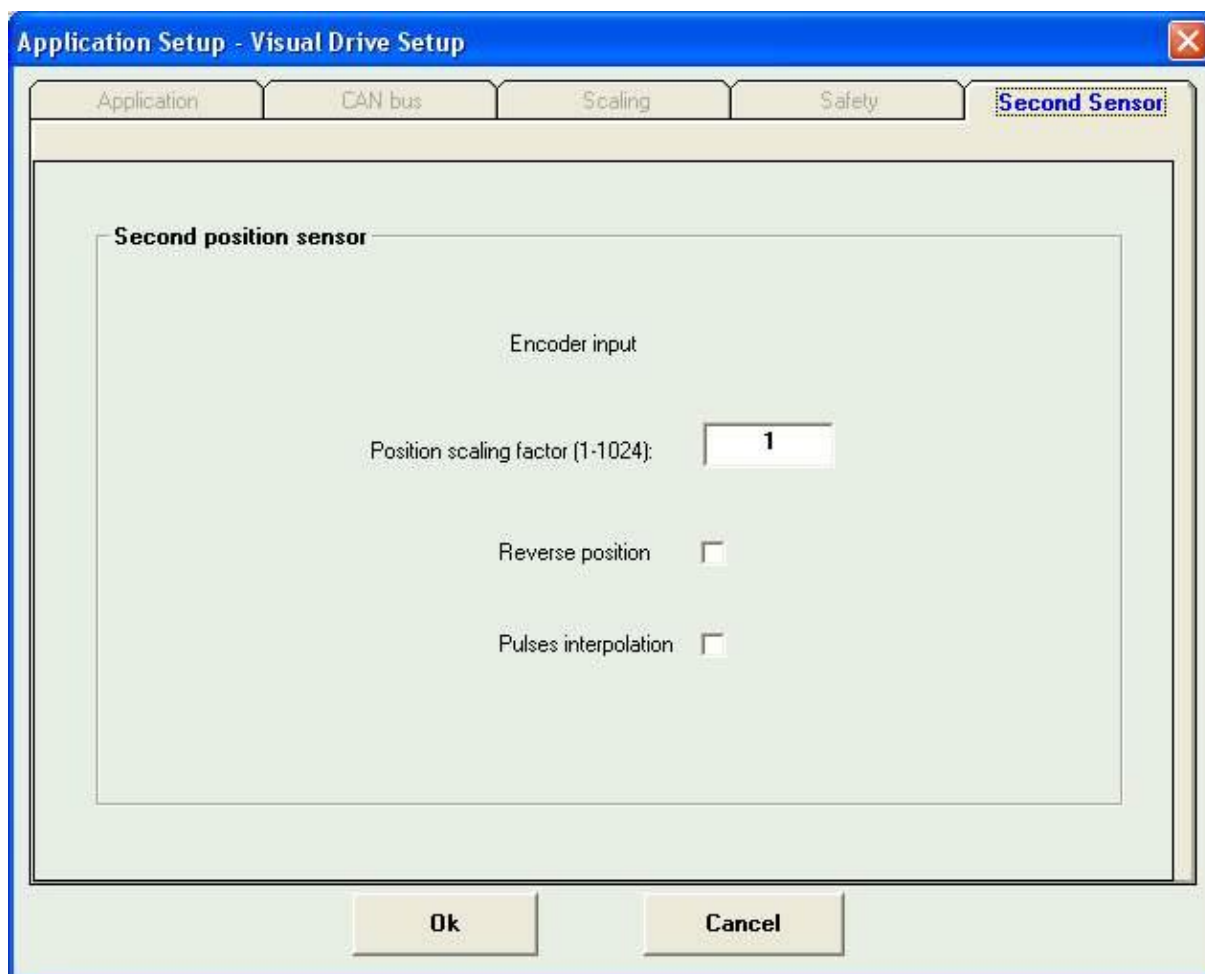 Application Setup - Visual Drive Setup
Application CAN bus Scaling Safety Second Sensor
Second position sensor
Encoder input
Position scaling factor (1-1024): 1
Reverse position
Pulses interpolation
Ok Cancel